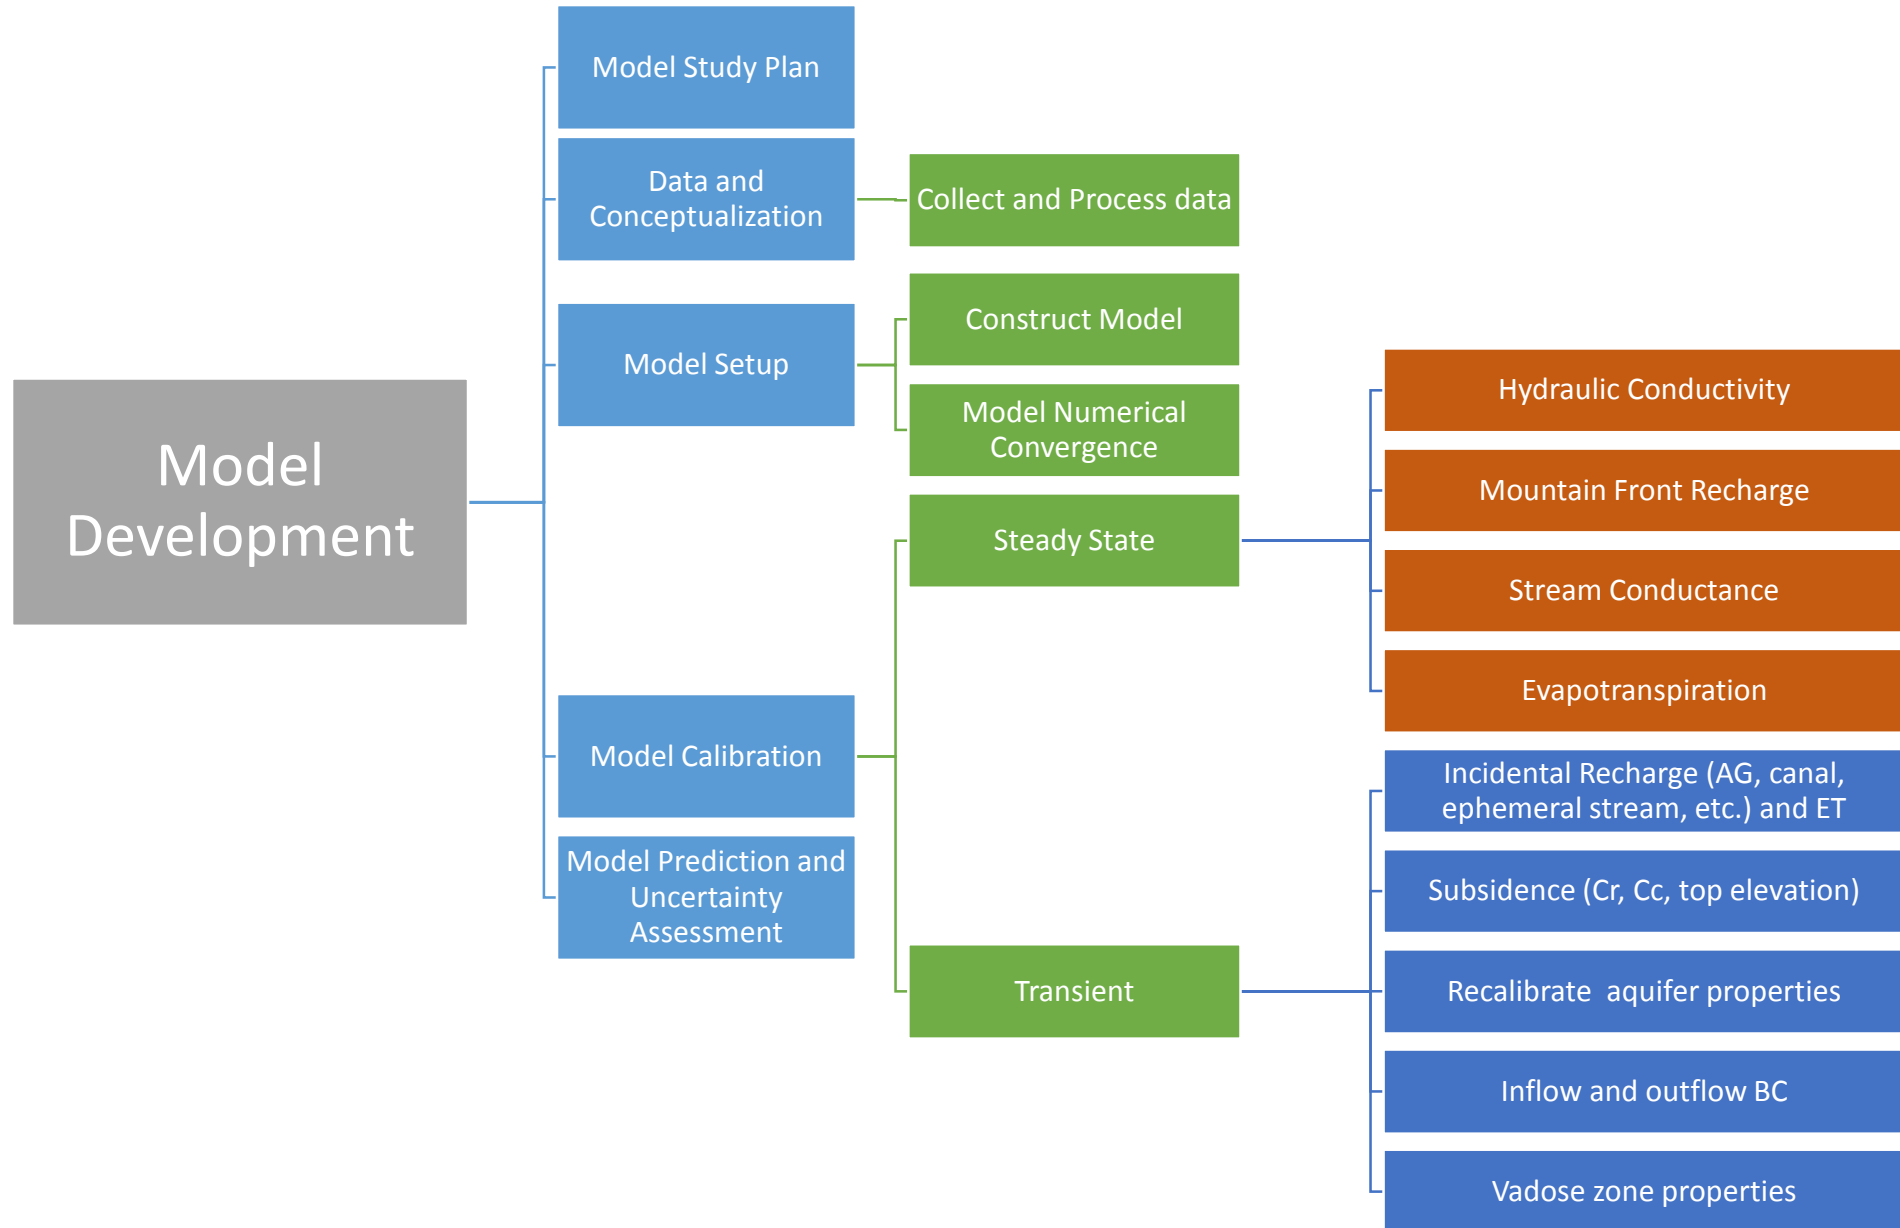 Model
Development
Model Study Plan
Data and
Conceptualization
Model Setup
Model Calibration
Model Prediction and
Uncertainty
Assessment
Collect and Process data
Construct Model
Model Numerical
Convergence
Steady State
Transient
Hydraulic Conductivity
Mountain Front Recharge
Stream Conductance
Evapotranspiration
Incidental Recharge (AG, canal,
ephemeral stream, etc.) and ET
Subsidence (Cr, Cc, top elevation)
Recalibrate  aquifer properties
Inflow and outflow BC
Vadose zone properties